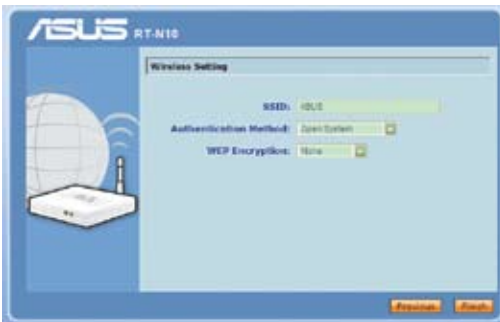 ASUS RT-N10
Wireless Setting
SSID: ASUS
Authentication Method: Open System
WEP Encryption: None
Previous Finish